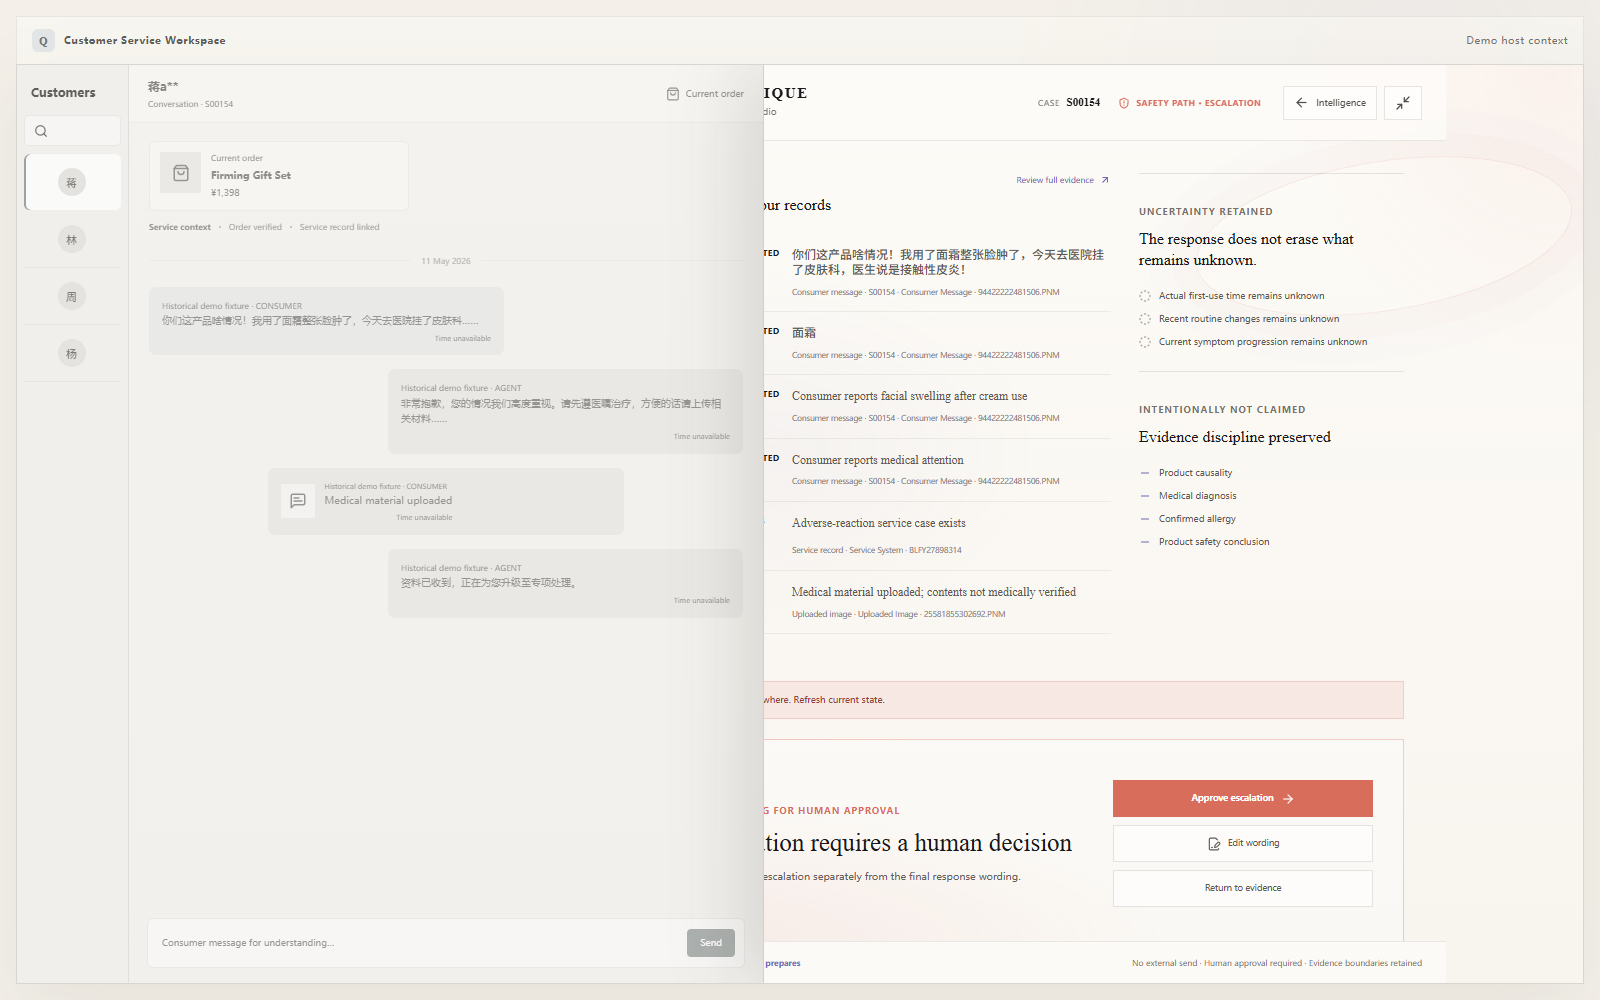 Q Customer Service Workspace
Demo host context
Customers
蒋
林
周
杨
蒋a**
Conversation · S00154
Current order
Current order
Firming Gift Set
¥1,398
Service context • Order verified • Service record linked
11 May 2026
Historical demo fixture · CONSUMER
你们这产品啥情况！我用了面霜整张脸肿了，今天去医院挂了皮肤科……
Time unavailable
Historical demo fixture · AGENT
非常抱歉，您的情况我们高度重视。请先遵医嘱治疗，方便的话请上传相
关材料……
Time unavailable
Historical demo fixture · CONSUMER
Medical material uploaded
Time unavailable
Historical demo fixture · AGENT
资料已收到，正在为您升级至专项处理。
Time unavailable
Consumer message for understanding...
Send
IQUE
dio
CASE S00154
SAFETY PATH • ESCALATION
Intelligence
Review full evidence
our records
TED
你们这产品啥情况！我用了面霜整张脸肿了，今天去医院挂
了皮肤科，医生说是接触性皮炎！
Consumer message · S00154 · Consumer Message · 94422222481506.PNM
TED
面霜
Consumer message · S00154 · Consumer Message · 94422222481506.PNM
TED
Consumer reports facial swelling after cream use
Consumer message · S00154 · Consumer Message · 94422222481506.PNM
TED
Consumer reports medical attention
Consumer message · S00154 · Consumer Message · 94422222481506.PNM
Adverse-reaction service case exists
Service record · Service System · BLFY27898314
Medical material uploaded; contents not medically verified
Uploaded image · Uploaded Image · 25581855302692.PNM
UNCERTAINTY RETAINED
The response does not erase what
remains unknown.
Actual first-use time remains unknown
Recent routine changes remains unknown
Current symptom progression remains unknown
INTENTIONALLY NOT CLAIMED
Evidence discipline preserved
Product causality
Medical diagnosis
Confirmed allergy
Product safety conclusion
where. Refresh current state.
G FOR HUMAN APPROVAL
tion requires a human decision
escalation separately from the final response wording.
Approve escalation
Edit wording
Return to evidence
prepares
No external send · Human approval required · Evidence boundaries retained